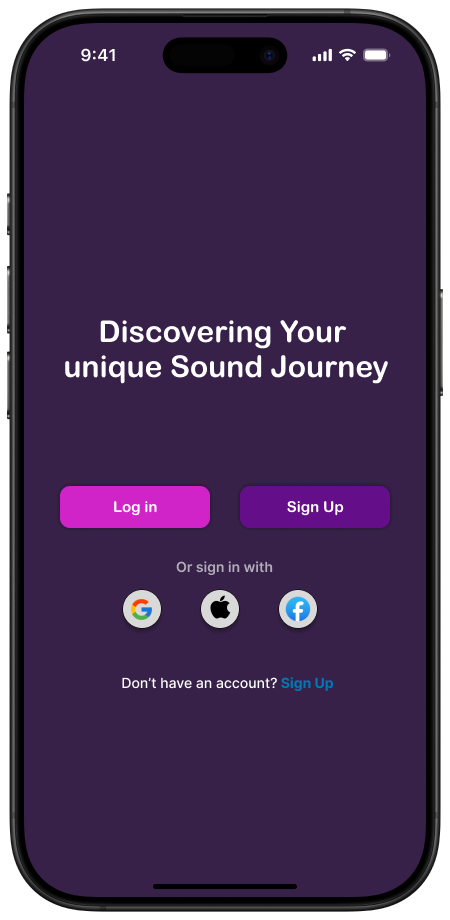 9:41
Discovering Your
unique Sound Journey
Log in
Sign Up
Or sign in with
Don’t have an account? Sign Up